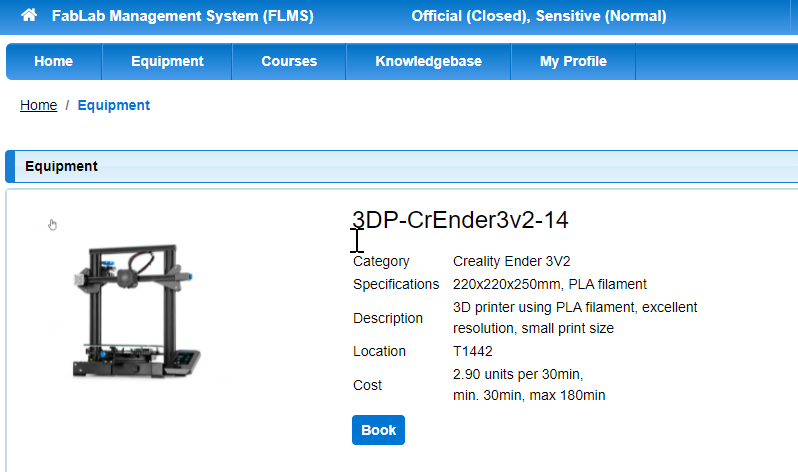 FabLab Management System (FLMS) Official (Closed), Sensitive (Normal)
Home Equipment Courses Knowledgebase My Profile
Home / Equipment
Equipment
3DP-CrEnder3v2-14
Category Creality Ender 3V2
Specifications 220x220x250mm, PLA filament
Description 3D printer using PLA filament, excellent
resolution, small print size
Location T1442
Cost 2.90 units per 30min,
min. 30min, max 180min
Book